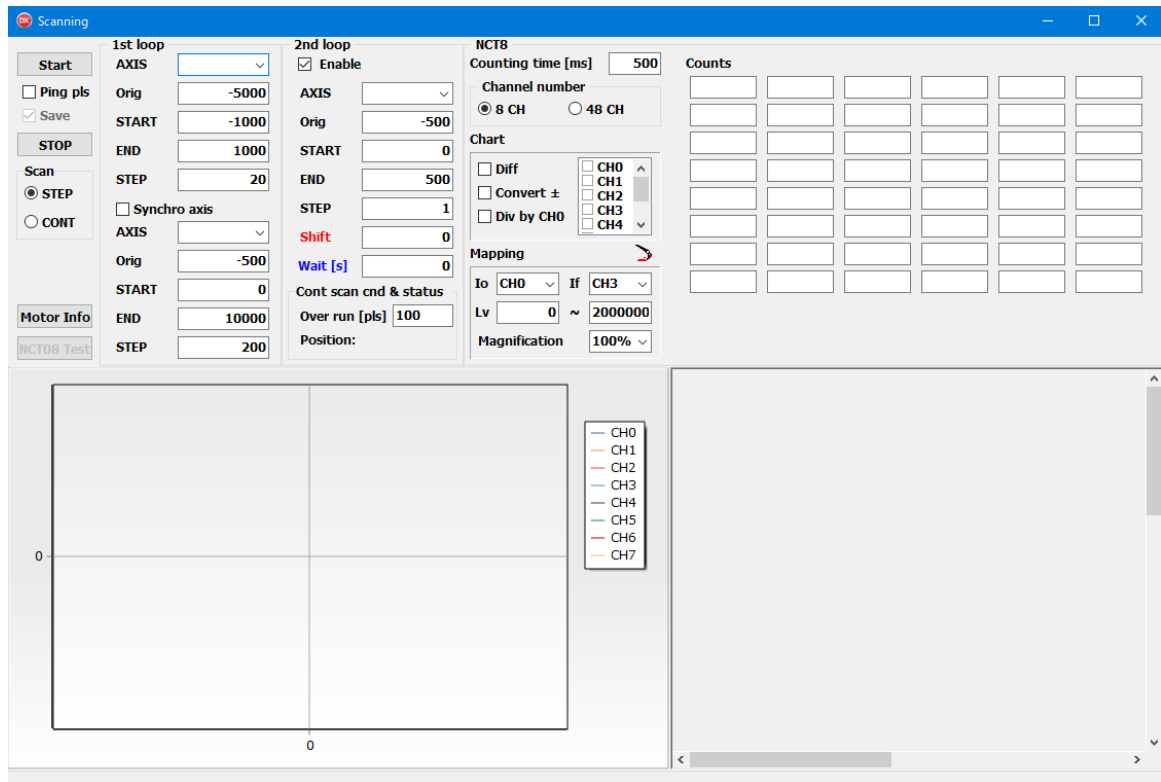 Scanning
Start
Ping pls
Save
STOP
Scan
STEP
CONT
Motor Info
NCT08 Test
1st loop
AXIS
Orig -5000
START -1000
END 1000
STEP 20
Synchro axis
AXIS
Orig -500
START 0
END 10000
STEP 200
2nd loop
Enable
AXIS
Orig -500
START 0
END 500
STEP 1
Shift 0
Wait [s] 0
Cont scan cnd & status
Over run [pls] 100
Position:
NCT8
Counting time [ms] 500
Channel number
8 CH 48 CH
Chart
Diff
Convert ±
Div by CH0
CH0
CH1
CH2
CH3
CH4
Mapping
Io CH0 If CH3
Lv 0 ~ 2000000
Magnification 100%
Counts
0
0
CH0
CH1
CH2
CH3
CH4
CH5
CH6
CH7